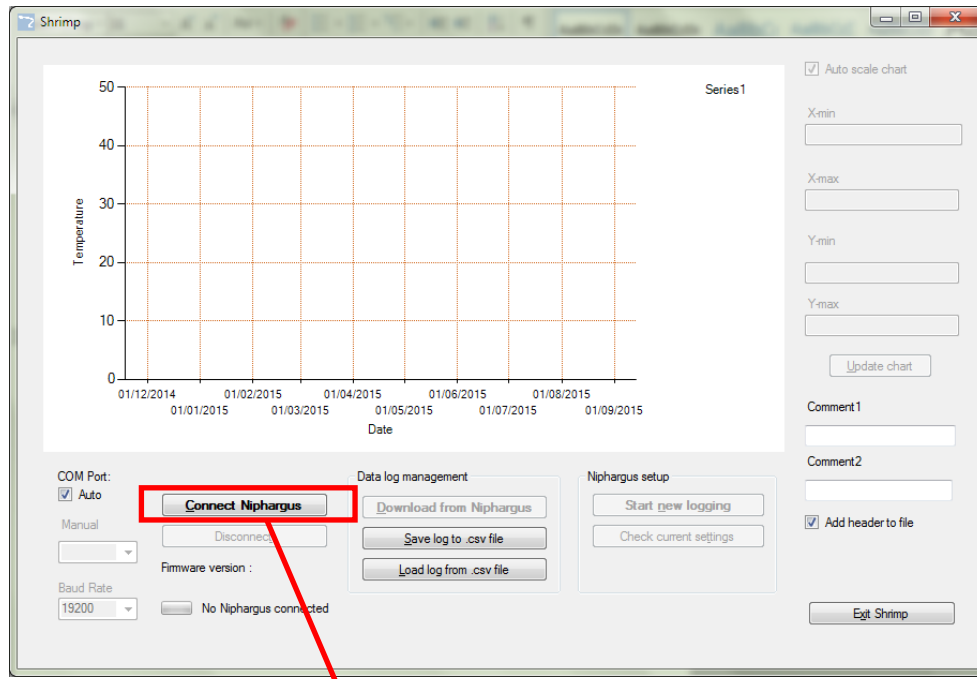 Shrimp
Series1
50
40
30
20
10
0
Temperature
01/12/2014 01/02/2015 01/04/2015 01/06/2015 01/08/2015
01/01/2015 01/03/2015 01/05/2015 01/07/2015 01/09/2015
Date
Auto scale chart
X-min
X-max
Y-min
Y-max
Update chart
Comment1
Comment2
Add header to file
Exit Shrimp
COM Port:
Auto
Manual
Baud Rate
19200
Connect Niphargus
Disconnect
Firmware version :
No Niphargus connected
Data log management
Download from Niphargus
Save log to .csv file
Load log from .csv file
Niphargus setup
Start new logging
Check current settings